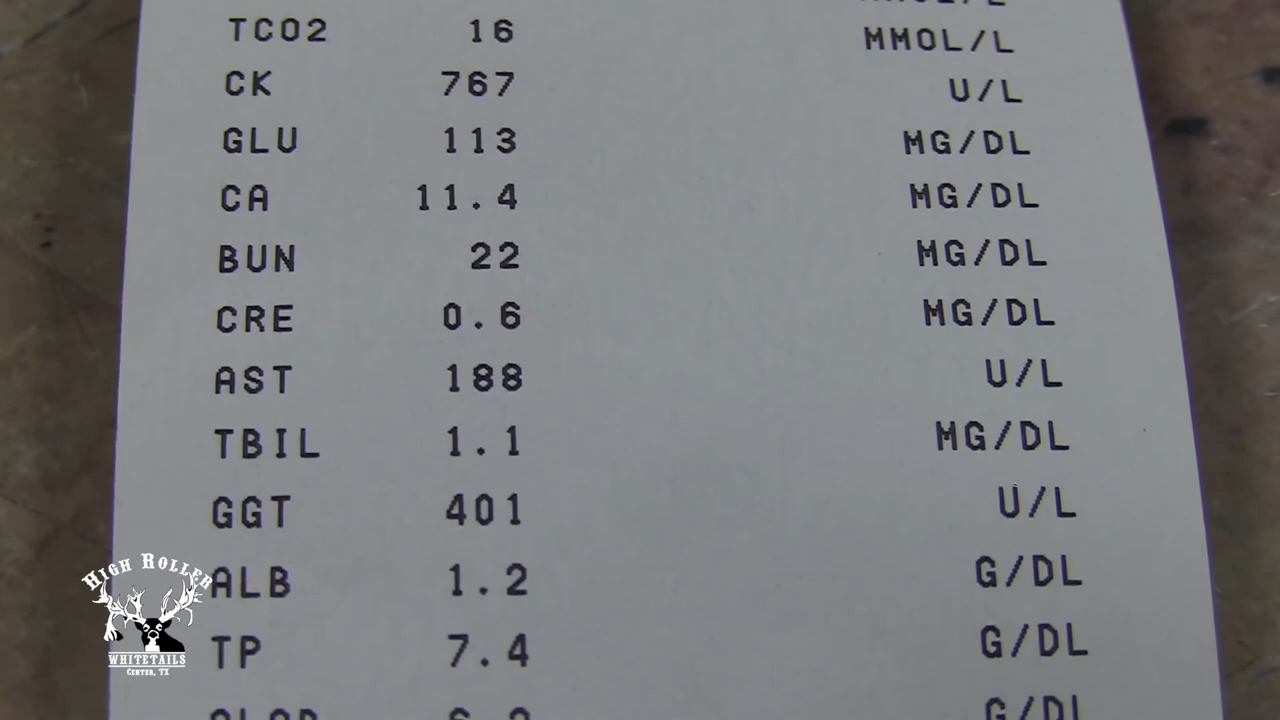 TCO2 16 MMOL/L
CK 767 U/L
GLU 113 MG/DL
CA 11.4 MG/DL
BUN 22 MG/DL
CRE 0.6 MG/DL
AST 188 U/L
TBIL 1.1 MG/DL
GGT 401 U/L
ALB 1.2 G/DL
TP 7.4 G/DL
G/DL
HIGH ROLLER
WHITETAILS
CENTER, TX